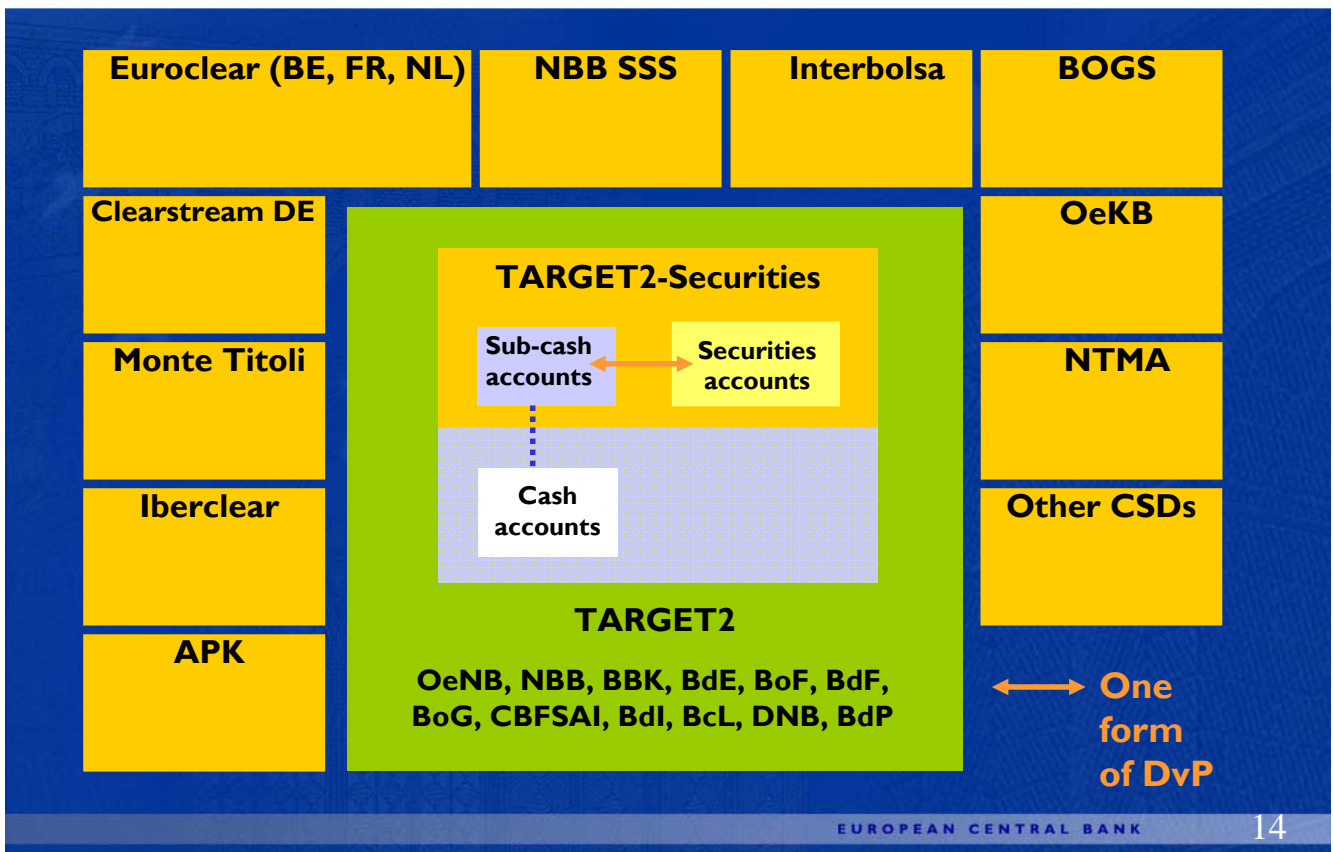 Euroclear (BE, FR, NL)
NBB SSS
Interbolsa
BOGS
Clearstream DE
OeKB
TARGET2-Securities
Sub-cash
accounts
Securities
accounts
Monte Titoli
NTMA
Cash
accounts
Iberclear
Other CSDs
TARGET2
APK
OeNB, NBB, BBK, BdE, BoF, BdF,
BoG, CBFSAI, BdI, BcL, DNB, BdP
One
form
of DvP
EUROPEAN CENTRAL BANK
14